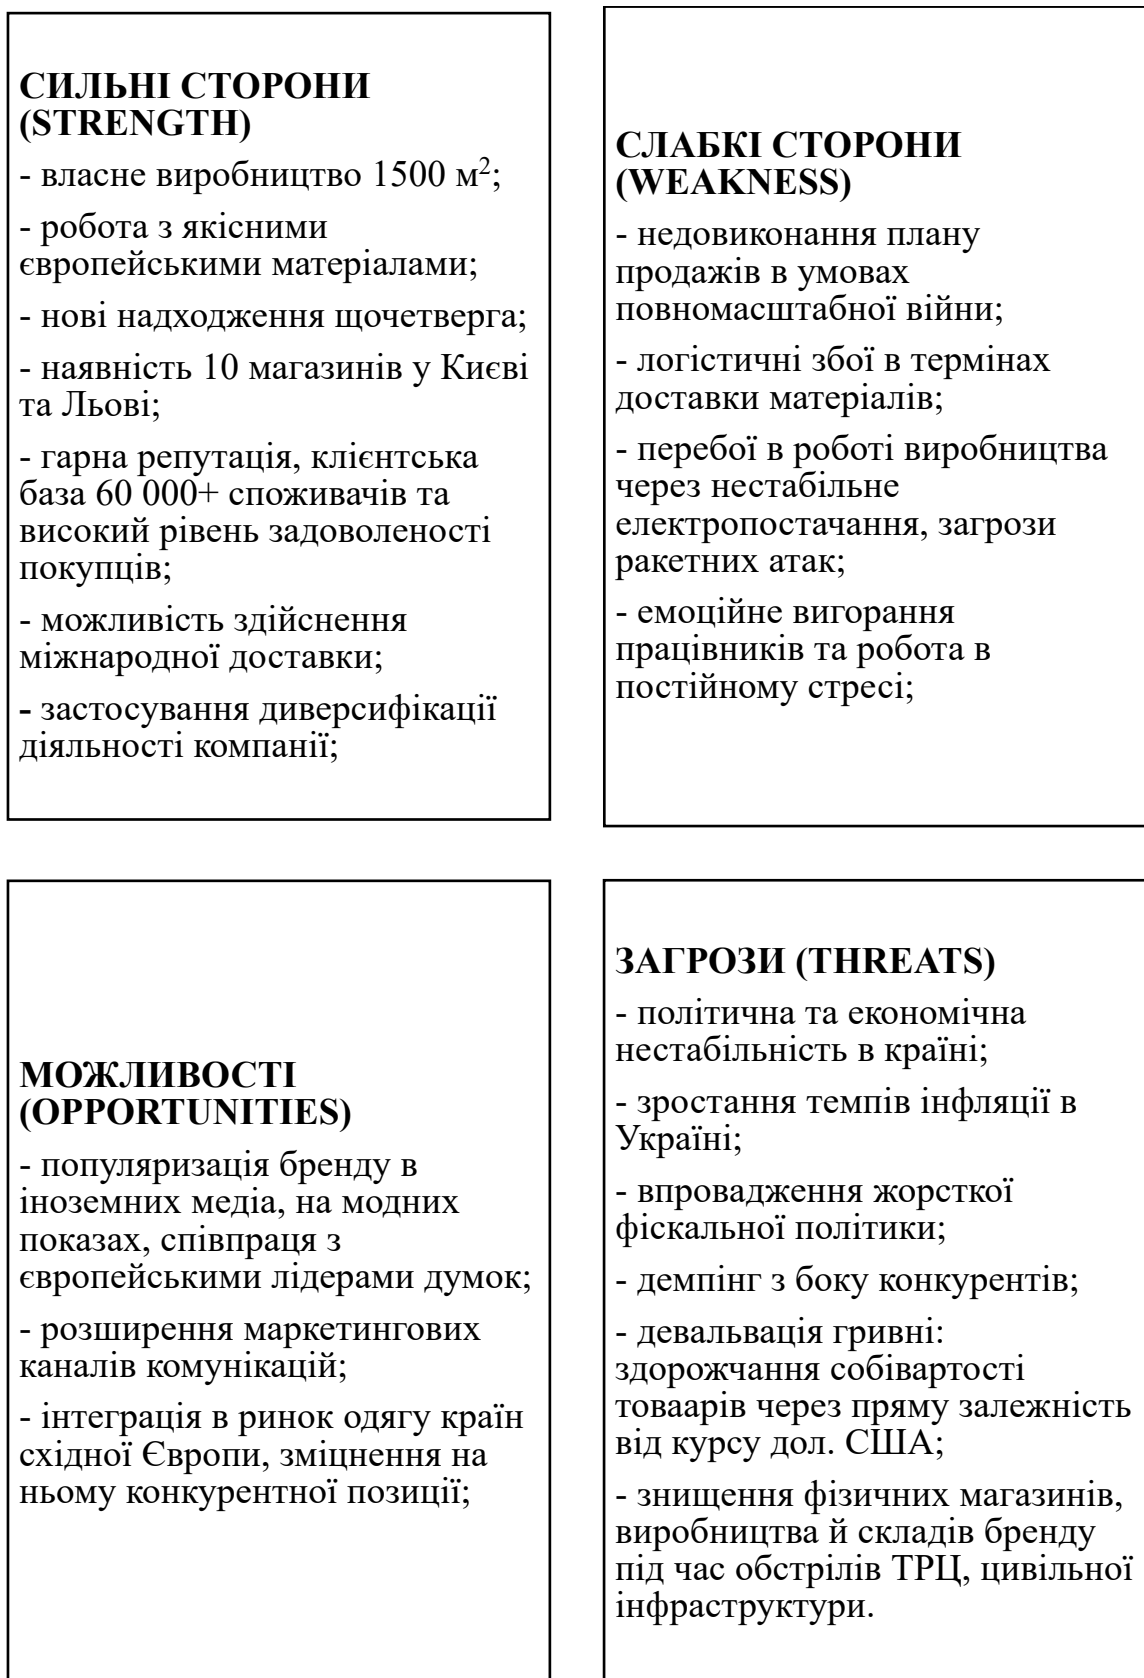 СИЛЬНІ СТОРОНИ
(STRENGTH)
- власне виробництво 1500 м²;
- робота з якісними
європейськими матеріалами;
- нові надходження щочетверга;
- наявність 10 магазинів у Києві
та Львові;
- гарна репутація, клієнтська
база 60 000+ споживачів та
високий рівень задоволеності
покупців;
- можливість здійснення
міжнародної доставки;
- застосування диверсифікації
діяльності компанії;
СЛАБКІ СТОРОНИ
(WEAKNESS)
- недовиконання плану
продажів в умовах
повномасштабної війни;
- логістичні збої в термінах
доставки матеріалів;
- перебої в роботі виробництва
через нестабільне
електропостачання, загрози
ракетних атак;
- емоційне вигорання
працівників та робота в
постійному стресі;
МОЖЛИВОСТІ
(OPPORTUNITIES)
- популяризація бренду в
іноземних медіа, на модних
показах, співпраця з
європейськими лідерами думок;
- розширення маркетингових
каналів комунікацій;
- інтеграція в ринок одягу країн
східної Європи, зміцнення на
ньому конкурентної позиції;
ЗАГРОЗИ (THREATS)
- політична та економічна
нестабільність в країні;
- зростання темпів інфляції в
Україні;
- впровадження жорсткої
фіскальної політики;
- демпінг з боку конкурентів;
- девальвація гривні:
здорожчання собівартості
товаарів через пряму залежність
від курсу дол. США;
- знищення фізичних магазинів,
виробництва й складів бренду
під час обстрілів ТРЦ, цивільної
інфраструктури.